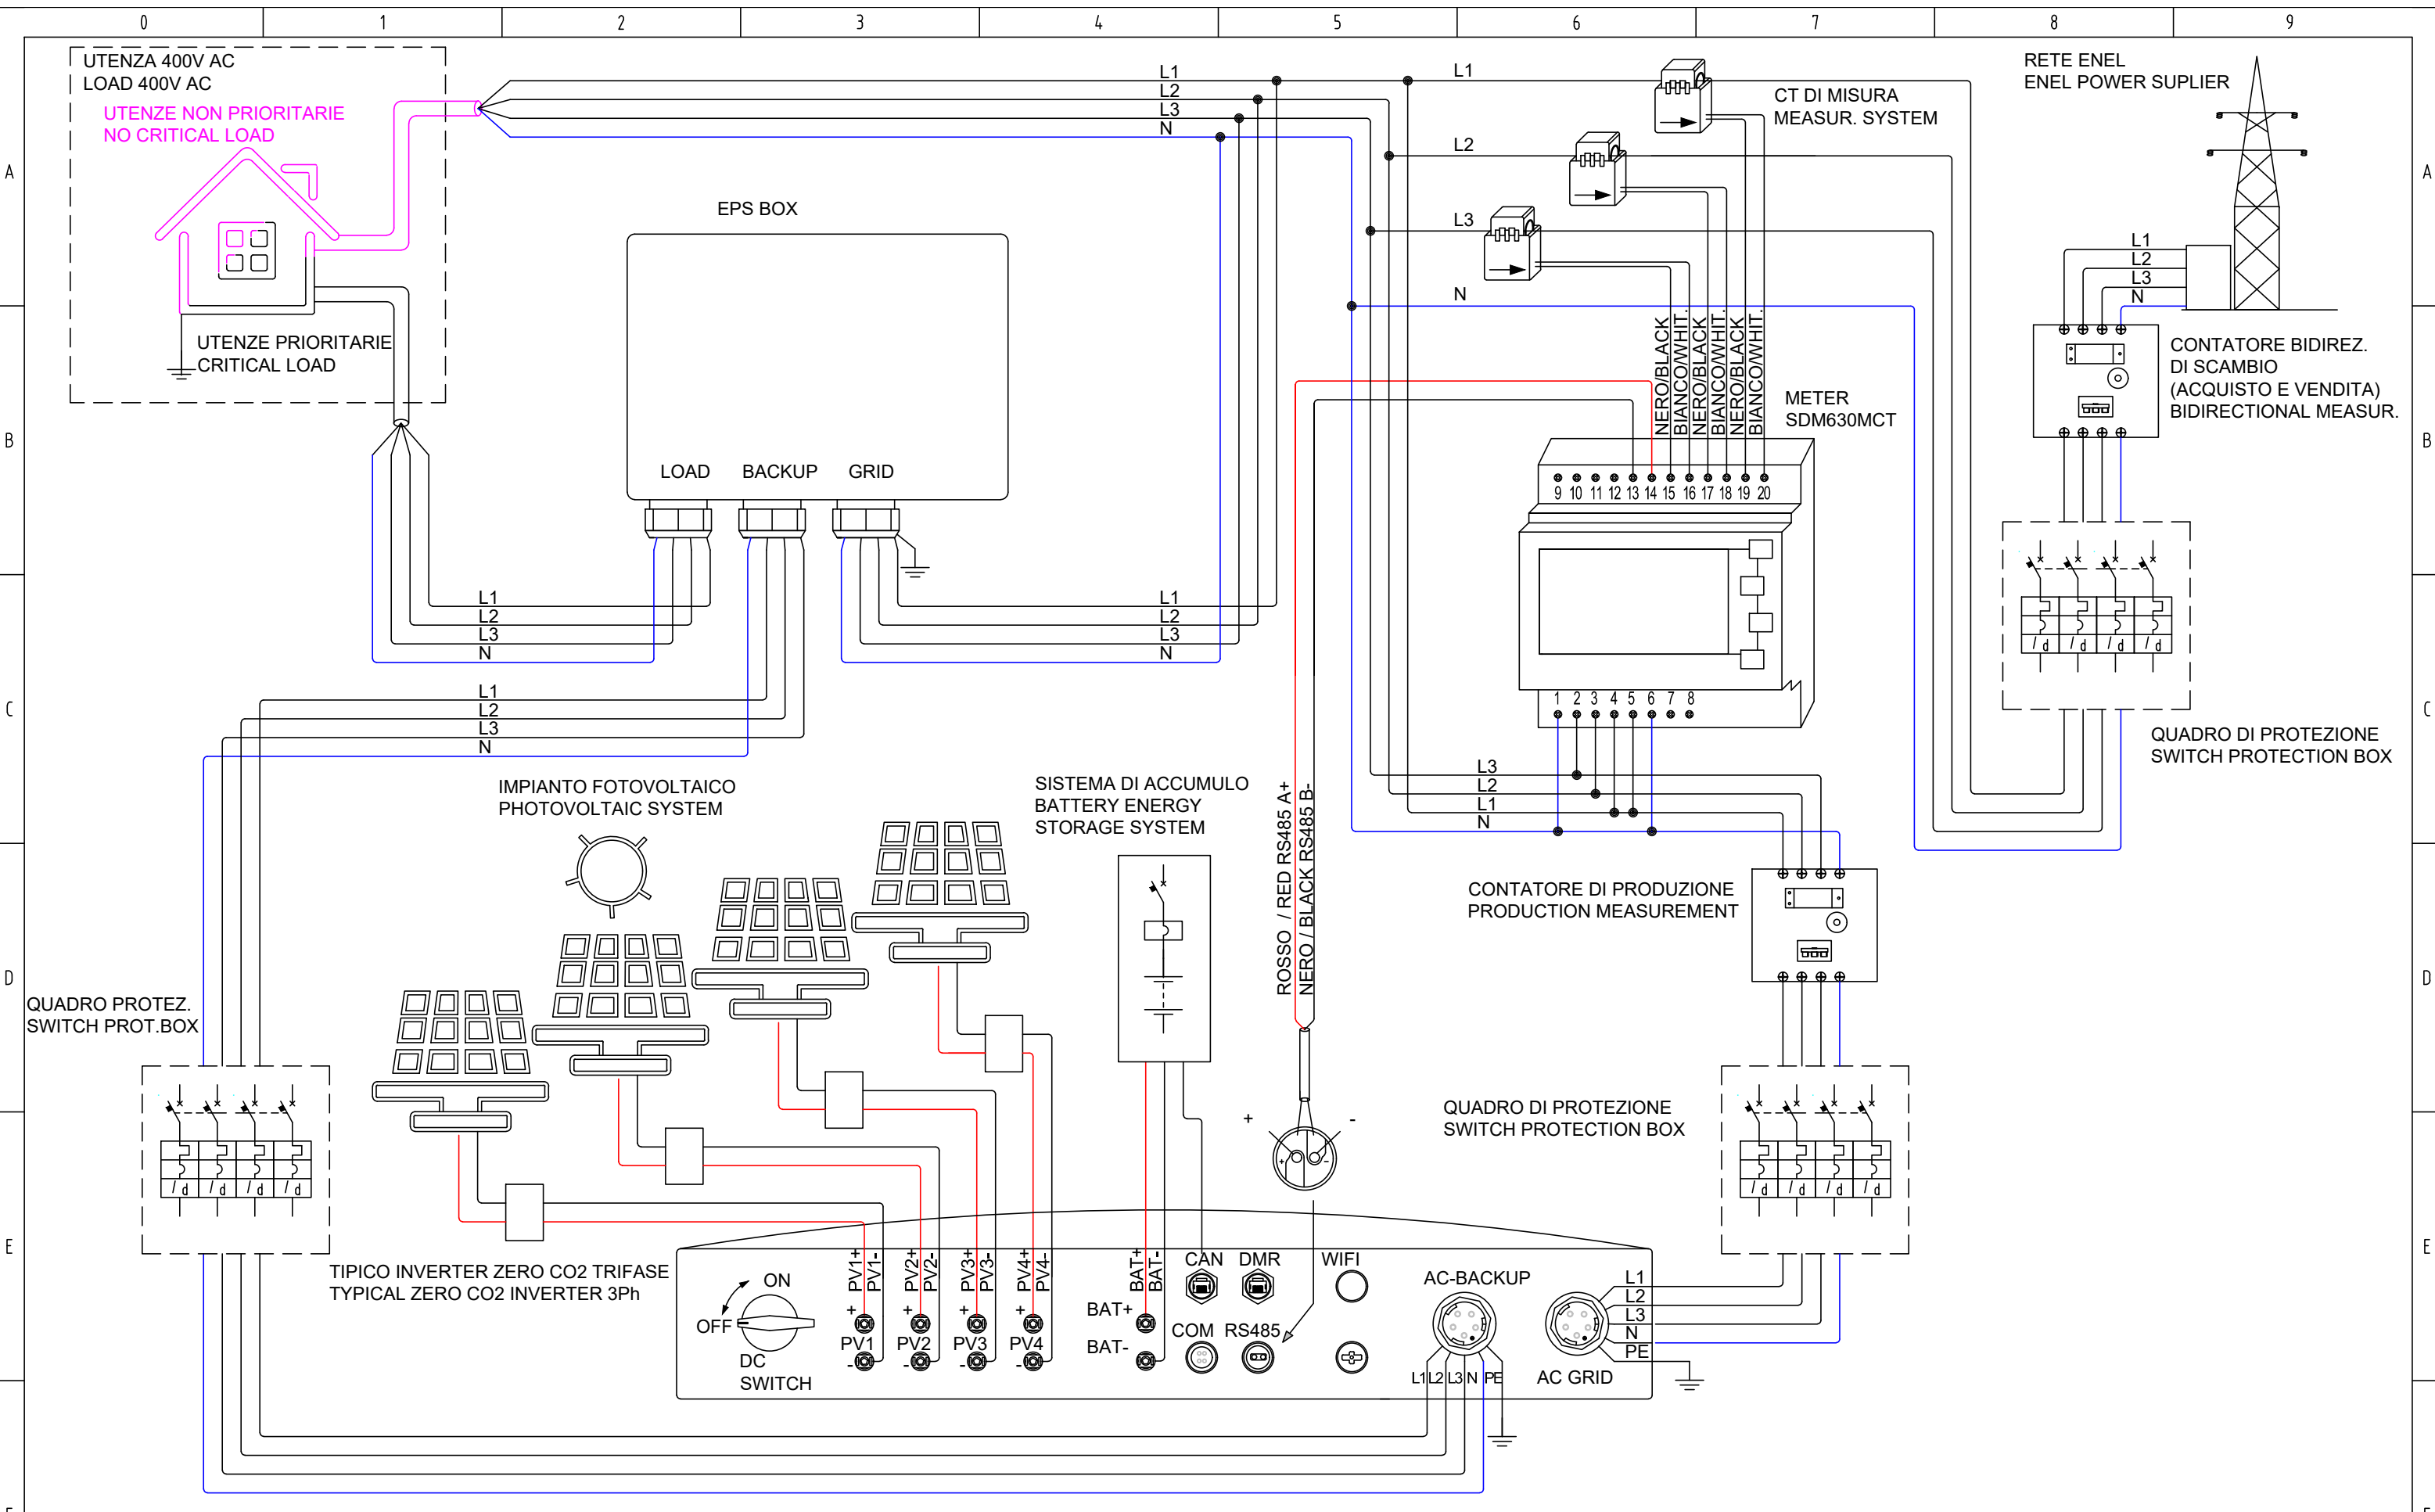 0 1 2 3 4 5 6 7 8 9
UTENZA 400V AC
LOAD 400V AC
UTENZE NON PRIORITARIE
NO CRITICAL LOAD
L1
L2
L3
N
L1
CT DI MISURA
MEASUR. SYSTEM
RETE ENEL
ENEL POWER SUPLIER
A
A
L2
EPS BOX
L3
L1
L2
L3
N
N
UTENZE PRIORITARIE
CRITICAL LOAD
NERO/BLACK
BIANCO/WHIT.
NERO/BLACK
BIANCO/WHIT.
NERO/BLACK
BIANCO/WHIT.
METER
SDM630MCT
CONTATORE BIDIREZ.
DI SCAMBIO
(ACQUISTO E VENDITA)
BIDIRECTIONAL MEASUR.
B
B
LOAD BACKUP GRID
9 10 11 12 13 14 15 16 17 18 19 20
L1
L2
L3
N
L1
L2
L3
N
/d /d /d /d
1 2 3 4 5 6 7 8
C
C
L1
L2
L3
N
QUADRO DI PROTEZIONE
SWITCH PROTECTION BOX
IMPIANTO FOTOVOLTAICO
PHOTOVOLTAIC SYSTEM
SISTEMA DI ACCUMULO
BATTERY ENERGY
STORAGE SYSTEM
ROSSO / RED RS485 A+
NERO / BLACK RS485 B-
L3
L2
L1
N
CONTATORE DI PRODUZIONE
PRODUCTION MEASUREMENT
D
D
QUADRO PROTEZ.
SWITCH PROT.BOX
+ -
+ -
QUADRO DI PROTEZIONE
SWITCH PROTECTION BOX
/d /d /d /d
/d /d /d /d
E
E
TIPICO INVERTER ZERO CO2 TRIFASE
TYPICAL ZERO CO2 INVERTER 3Ph
ON
OFF
DC
SWITCH
PV1+
PV1-
PV2+
PV2-
PV3+
PV3-
PV4+
PV4-
BAT+
BAT-
+ + + +
PV1 PV2 PV3 PV4
- - - -
BAT+
BAT-
CAN DMR WIFI
COM RS485
AC-BACKUP
L1 L2 L3 N PE
AC GRID
L1
L2
L3
N
PE